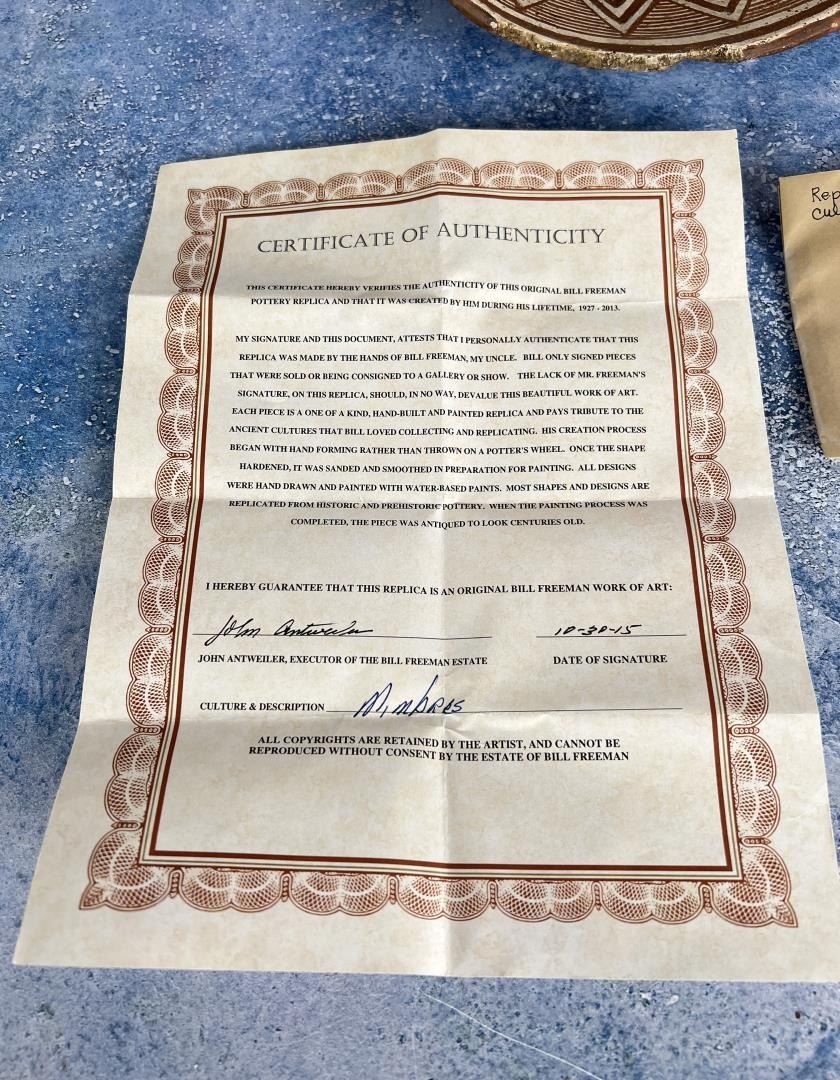 CERTIFICATE OF AUTHENTICITY
THIS CERTIFICATE HEREBY VERIFIES THE AUTHENTICITY OF THIS ORIGINAL BILL FREEMAN
POTTERY REPLICA AND THAT IT WAS CREATED BY HIM DURING HIS LIFETIME, 1927 - 2013.
MY SIGNATURE AND THIS DOCUMENT, ATTESTS THAT I PERSONALLY AUTHENTICATE THAT THIS
REPLICA WAS MADE BY THE HANDS OF BILL FREEMAN, MY UNCLE. BILL ONLY SIGNED PIECES
THAT WERE SOLD OR BEING CONSIGNED TO A GALLERY OR SHOW. THE LACK OF MR. FREEMAN'S
SIGNATURE, ON THIS REPLICA, SHOULD, IN NO WAY, DEVALUE THIS BEAUTIFUL WORK OF ART.
EACH PIECE IS A ONE OF A KIND, HAND-BUILT AND PAINTED REPLICA AND PAYS TRIBUTE TO THE
ANCIENT CULTURES THAT BILL LOVED COLLECTING AND REPLICATING. HIS CREATION PROCESS
BEGAN WITH HAND FORMING RATHER THAN THROWN ON A POTTER'S WHEEL. ONCE THE SHAPE
HARDENED, IT WAS SANDED AND SMOOTHED IN PREPARATION FOR PAINTING. ALL DESIGNS
WERE HAND DRAWN AND PAINTED WITH WATER-BASED PAINTS. MOST SHAPES AND DESIGNS ARE
REPLICATED FROM HISTORIC AND PREHISTORIC POTTERY. WHEN THE PAINTING PROCESS WAS
COMPLETED, THE PIECE WAS ANTIQUED TO LOOK CENTURIES OLD.
I HEREBY GUARANTEE THAT THIS REPLICA IS AN ORIGINAL BILL FREEMAN WORK OF ART:
John Antweiler 10-30-15
JOHN ANTWEILER, EXECUTOR OF THE BILL FREEMAN ESTATE DATE OF SIGNATURE
CULTURE & DESCRIPTION Mimbres
ALL COPYRIGHTS ARE RETAINED BY THE ARTIST, AND CANNOT BE
REPRODUCED WITHOUT CONSENT BY THE ESTATE OF BILL FREEMAN
Rep
Cul